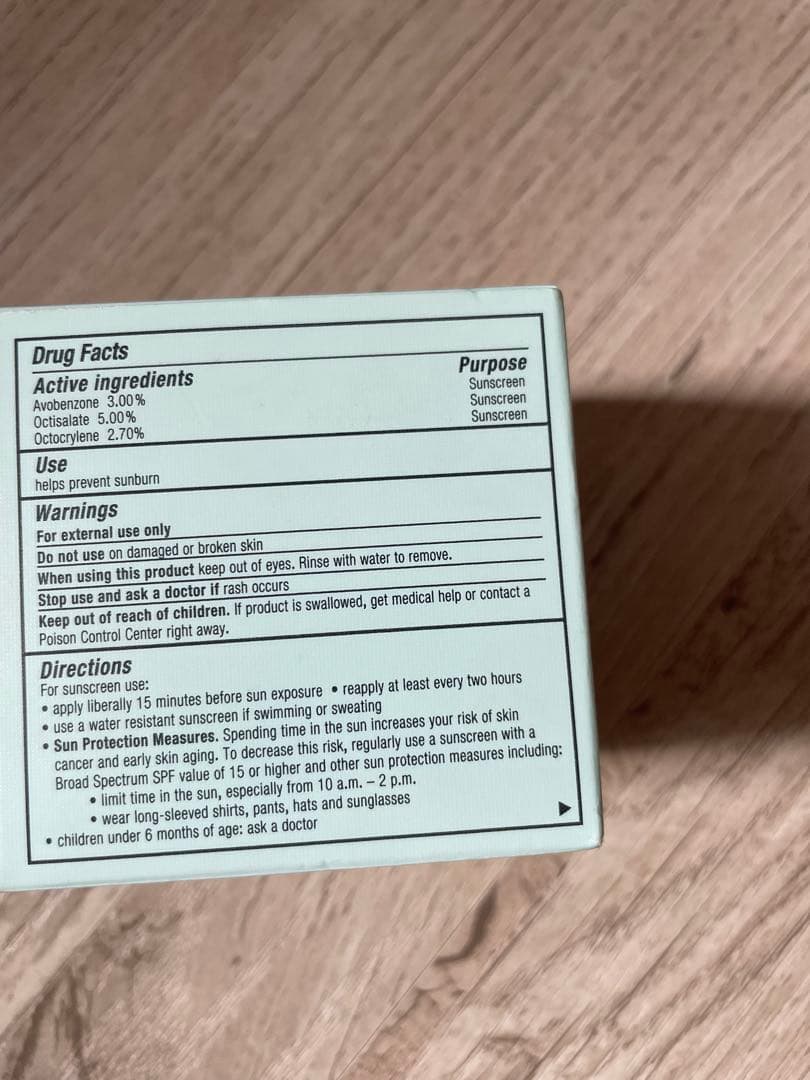 Drug Facts
Active ingredients Purpose
Avobenzone 3.00% Sunscreen
Octisalate 5.00% Sunscreen
Octocrylene 2.70% Sunscreen
Use
helps prevent sunburn
Warnings
For external use only
Do not use on damaged or broken skin
When using this product keep out of eyes. Rinse with water to remove.
Stop use and ask a doctor if rash occurs
Keep out of reach of children. If product is swallowed, get medical help or contact a
Poison Control Center right away.
Directions
For sunscreen use:
• apply liberally 15 minutes before sun exposure • reapply at least every two hours
• use a water resistant sunscreen if swimming or sweating
• Sun Protection Measures. Spending time in the sun increases your risk of skin
cancer and early skin aging. To decrease this risk, regularly use a sunscreen with a
Broad Spectrum SPF value of 15 or higher and other sun protection measures including:
• limit time in the sun, especially from 10 a.m. – 2 p.m.
• wear long-sleeved shirts, pants, hats and sunglasses
• children under 6 months of age: ask a doctor